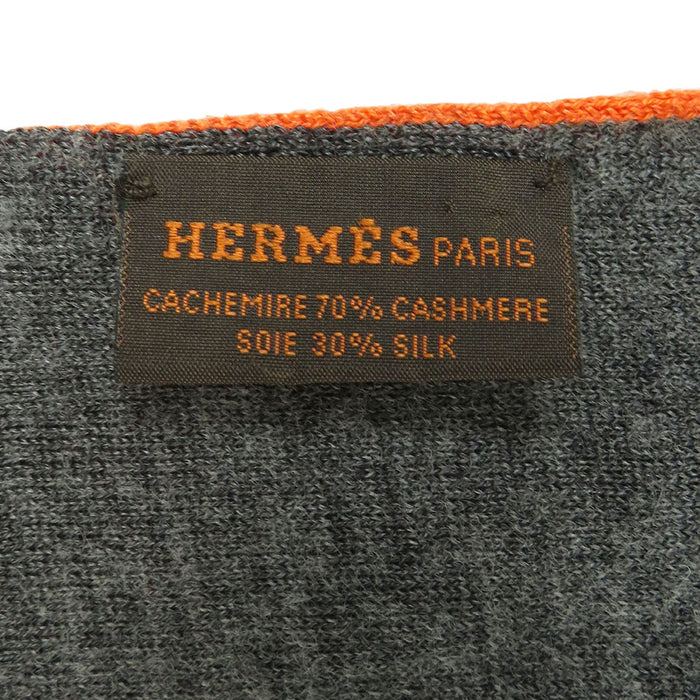 HERMÈS PARIS
CACHEMIRE 70% CASHMERE
SOIE 30% SILK